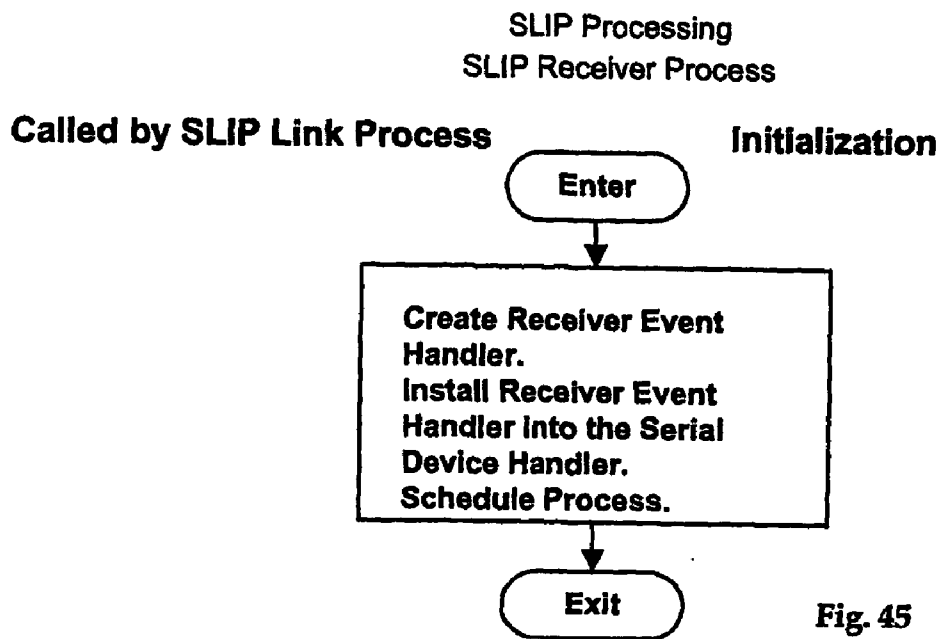 SLIP Processing
SLIP Receiver Process
Called by SLIP Link Process
Initialization
Enter
Create Receiver Event
Handler.
Install Receiver Event
Handler into the Serial
Device Handler.
Schedule Process.
Exit
Fig. 45